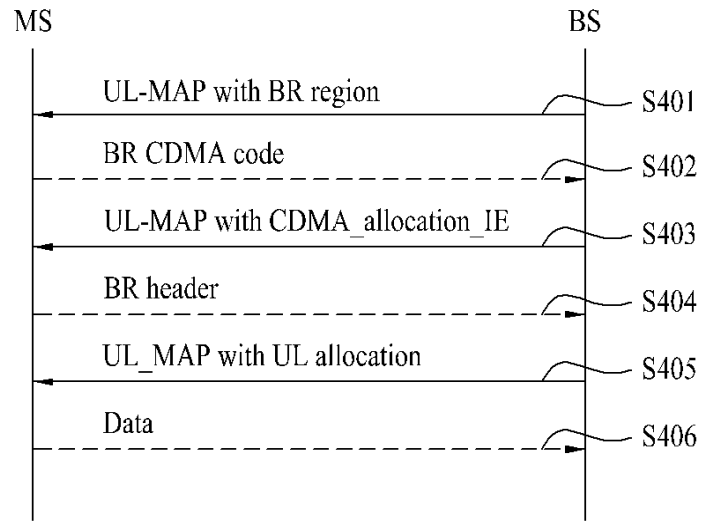 MS BS
UL-MAP with BR region S401
BR CDMA code S402
UL-MAP with CDMA_allocation_IE S403
BR header S404
UL_MAP with UL allocation S405
Data S406